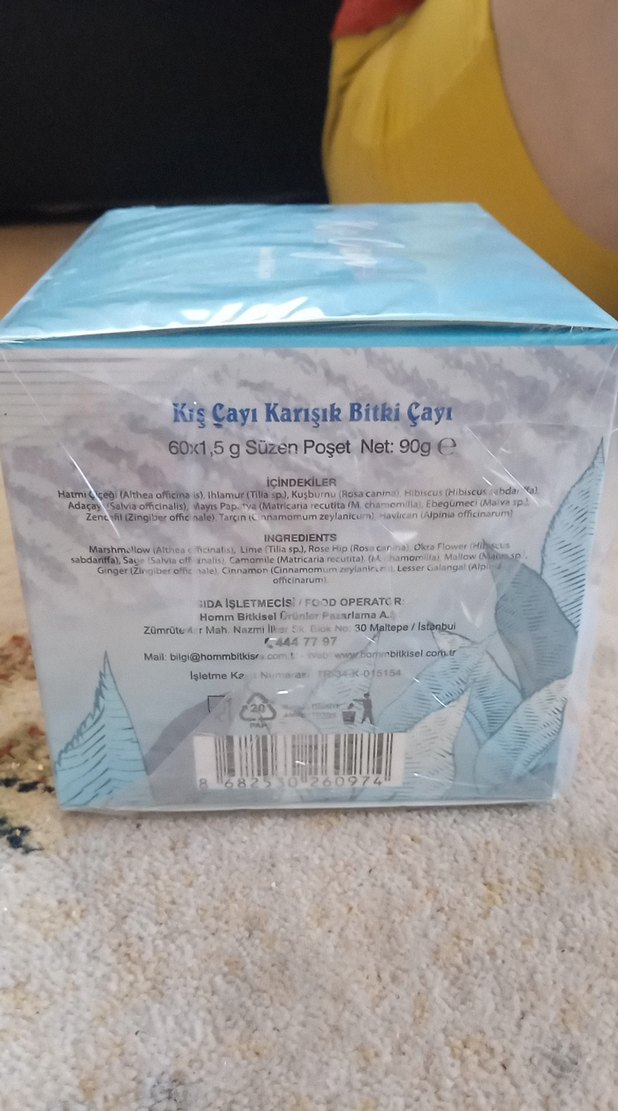 Kış Çayı Karışık Bitki Çayı
60x1,5 g Süzen Poşet Net: 90g ℮
İÇİNDEKİLER
Hatmi Çiçeği (Althea officinalis), Ihlamur (Tilia sp.), Kuşburnu (Rosa canina), Hibiscus (Hibiscus sabdariffa),
Adaçayı (Salvia officinalis), Mayıs Papatya (Matricaria recutita (M. chamomilla), Ebegümeci (Malva sp.),
Zencefil (Zingiber officinale), Tarçın (Cinnamomum zeylanicum), Havlican (Alpinia officinarum)
INGREDIENTS
Marshmallow (Althea officinalis), Lime (Tilia sp.), Rose Hip (Rosa canina), Okra Flower (Hibiscus
sabdariffa), Sage (Salvia officinalis), Camomile (Matricaria recutita), (M. chamomilla), Mallow (Malva sp.),
Ginger (Zingiber officinale), Cinnamon (Cinnamomum zeylanicum), Lesser Galangal (Alpinia
officinarum).
GIDA İŞLETMECİSİ / FOOD OPERATOR:
Homm Bitkisel Ürünler Pazarlama A.Ş
Zümrütevler Mah. Nazmi İlker Sk. Blok No: 30 Maltepe / İstanbul
444 77 97
Mail: bilgi@hommbitkisel.com.tr - Web: www.hommbitkisel.com.tr
İşletme Kayıt Numarası: TR-34-K-015154
20
PAP
8 682530 260974